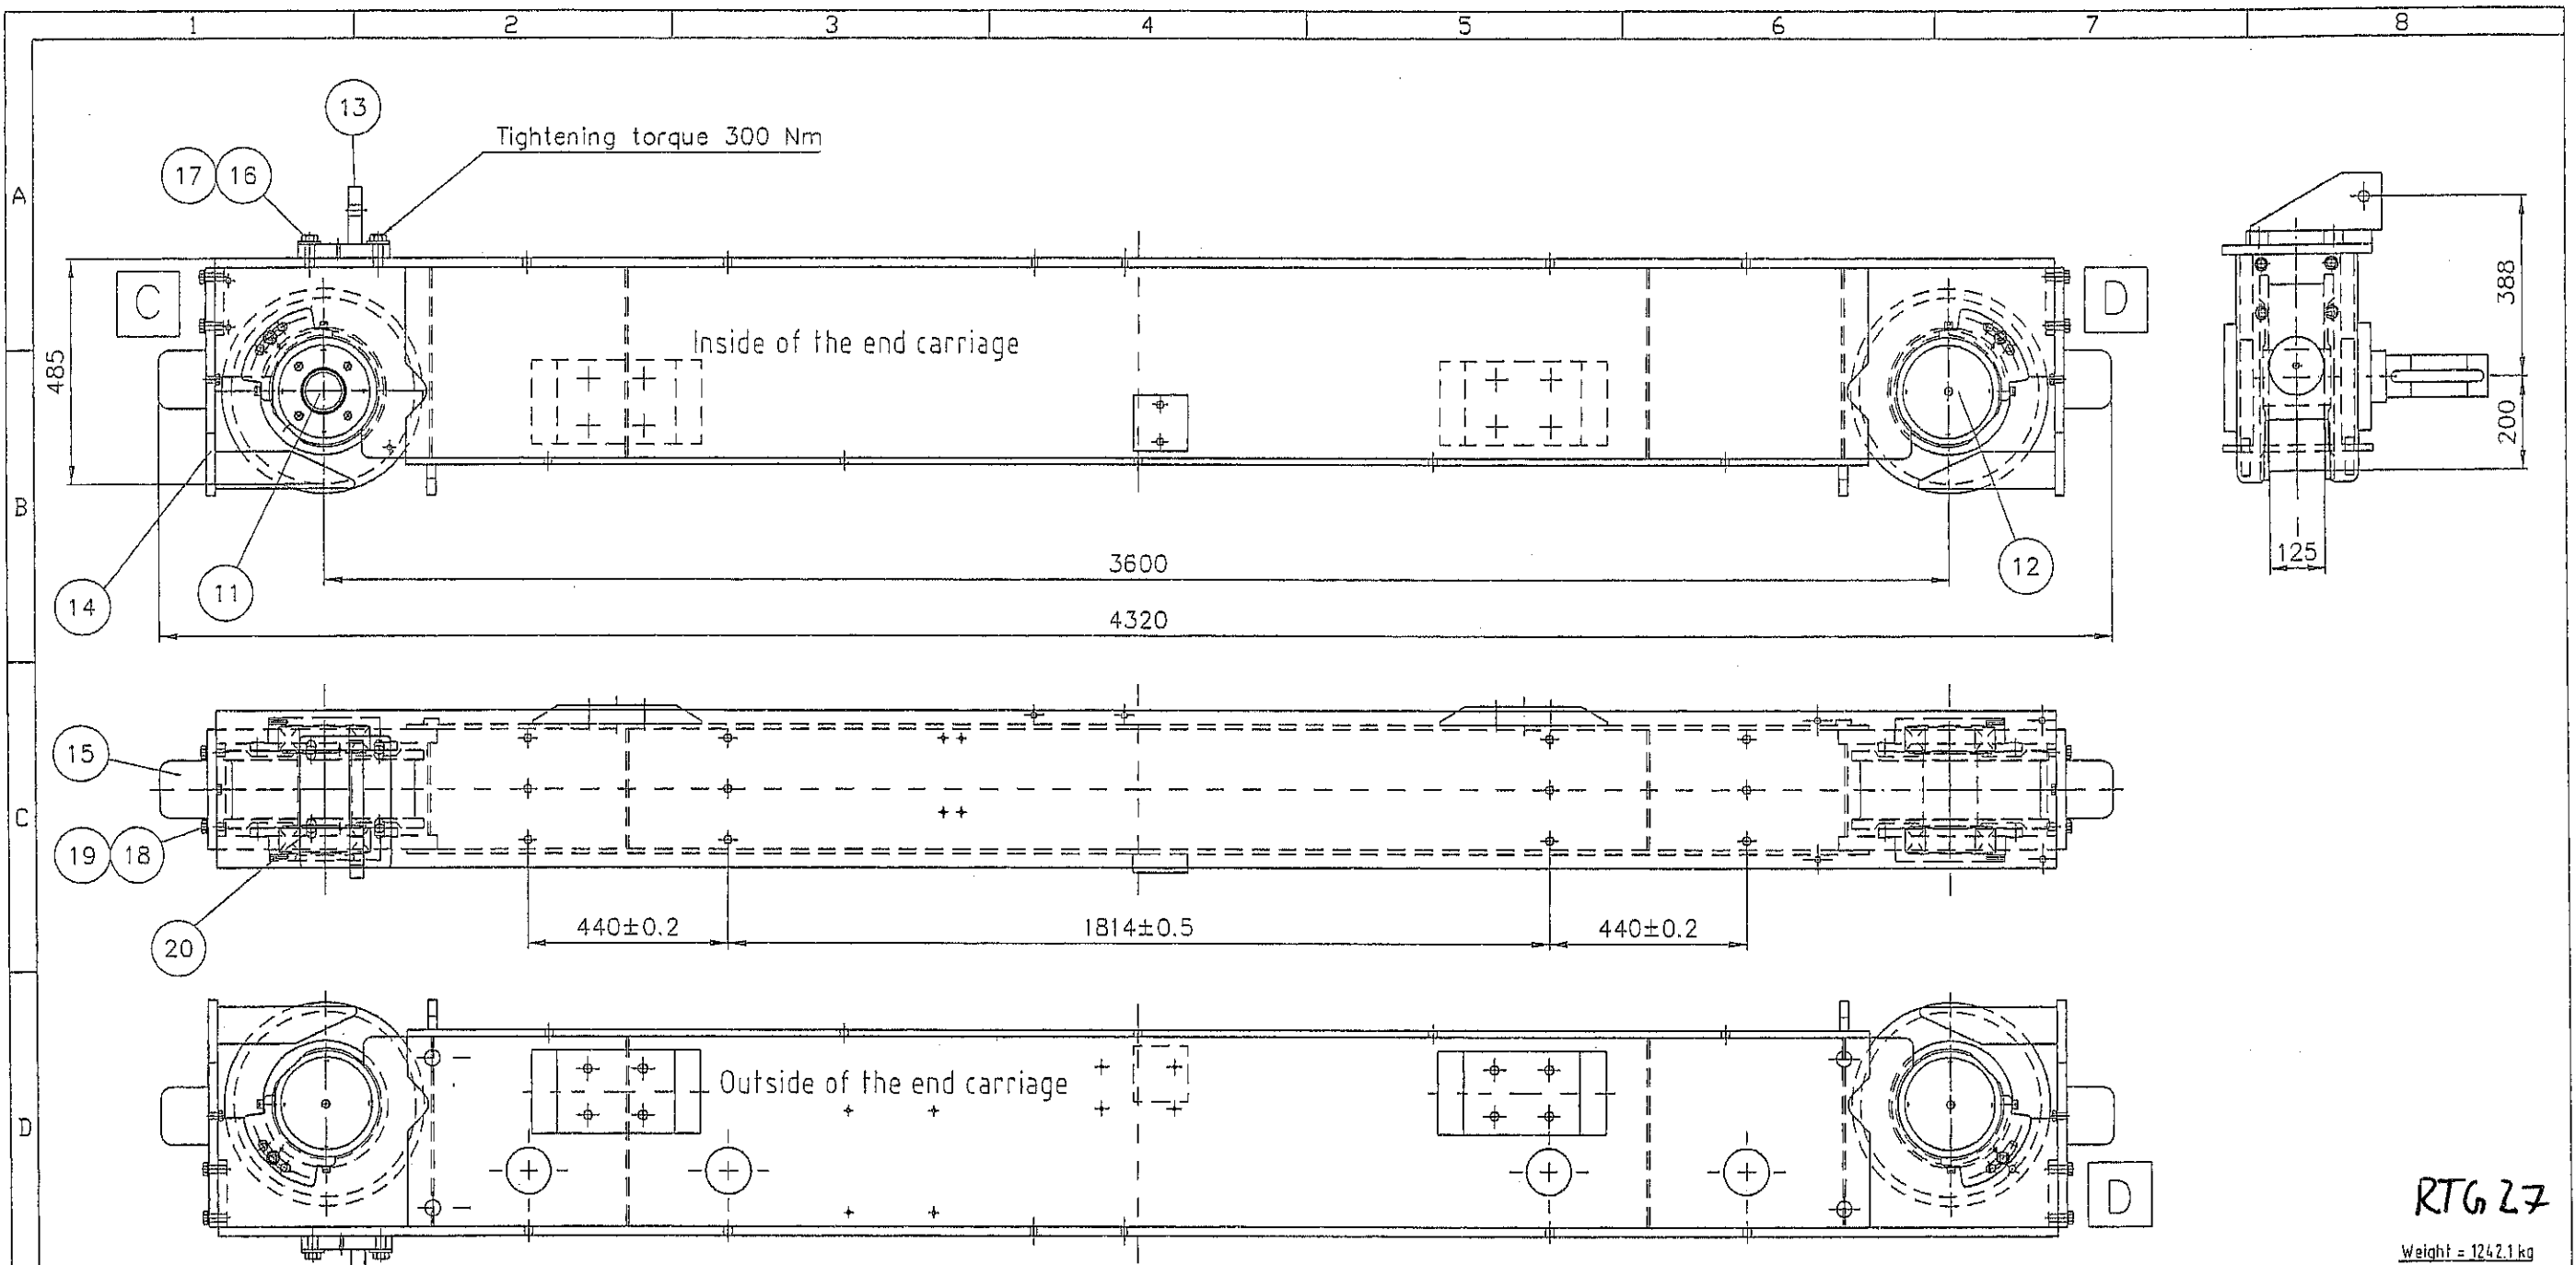 1 2 3 4 5 6 7 8
13
Tightening torque 300 Nm
17 16
A
C
D
388
485
Inside of the end carriage
200
B
125
3600
12
11
14
4320
15
C
19 18
440±0.2 1814±0.5 440±0.2
20
Outside of the end carriage
D
D
RTG 27
Weight = 1242.1 kg